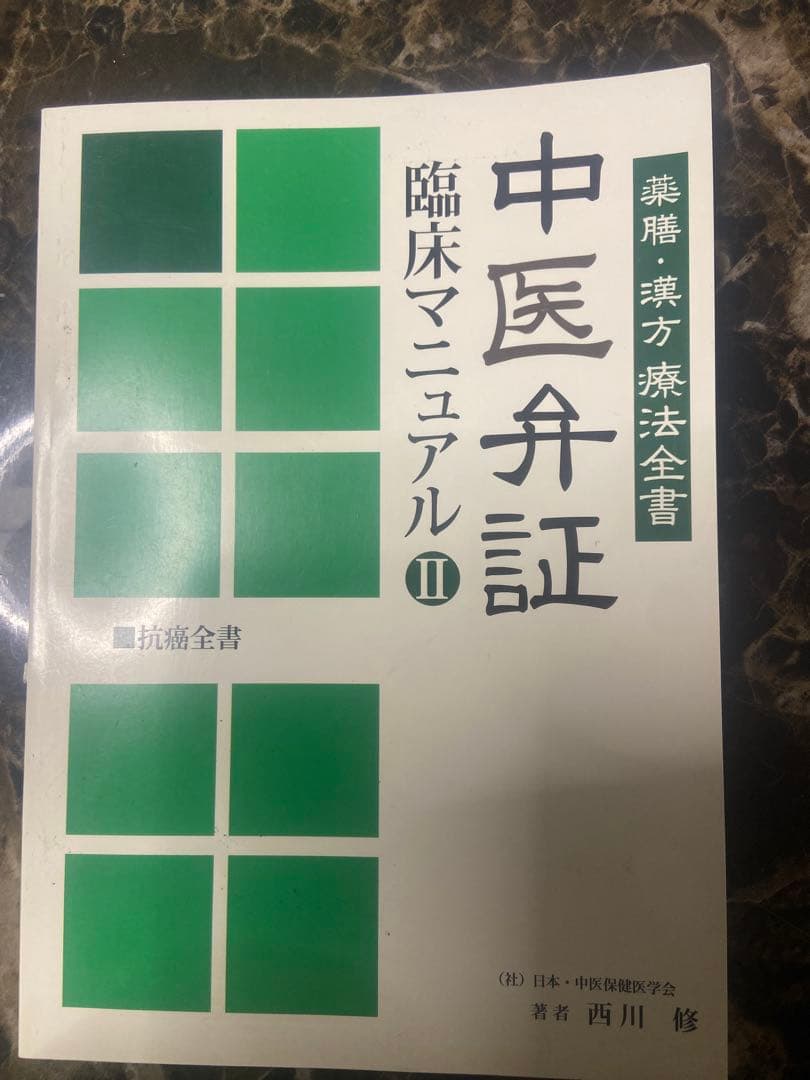 薬膳・漢方 療法全書
中医弁証
臨床マニュアルⅡ
■抗癌全書
（社）日本・中医保健医学会
著者 西川 修